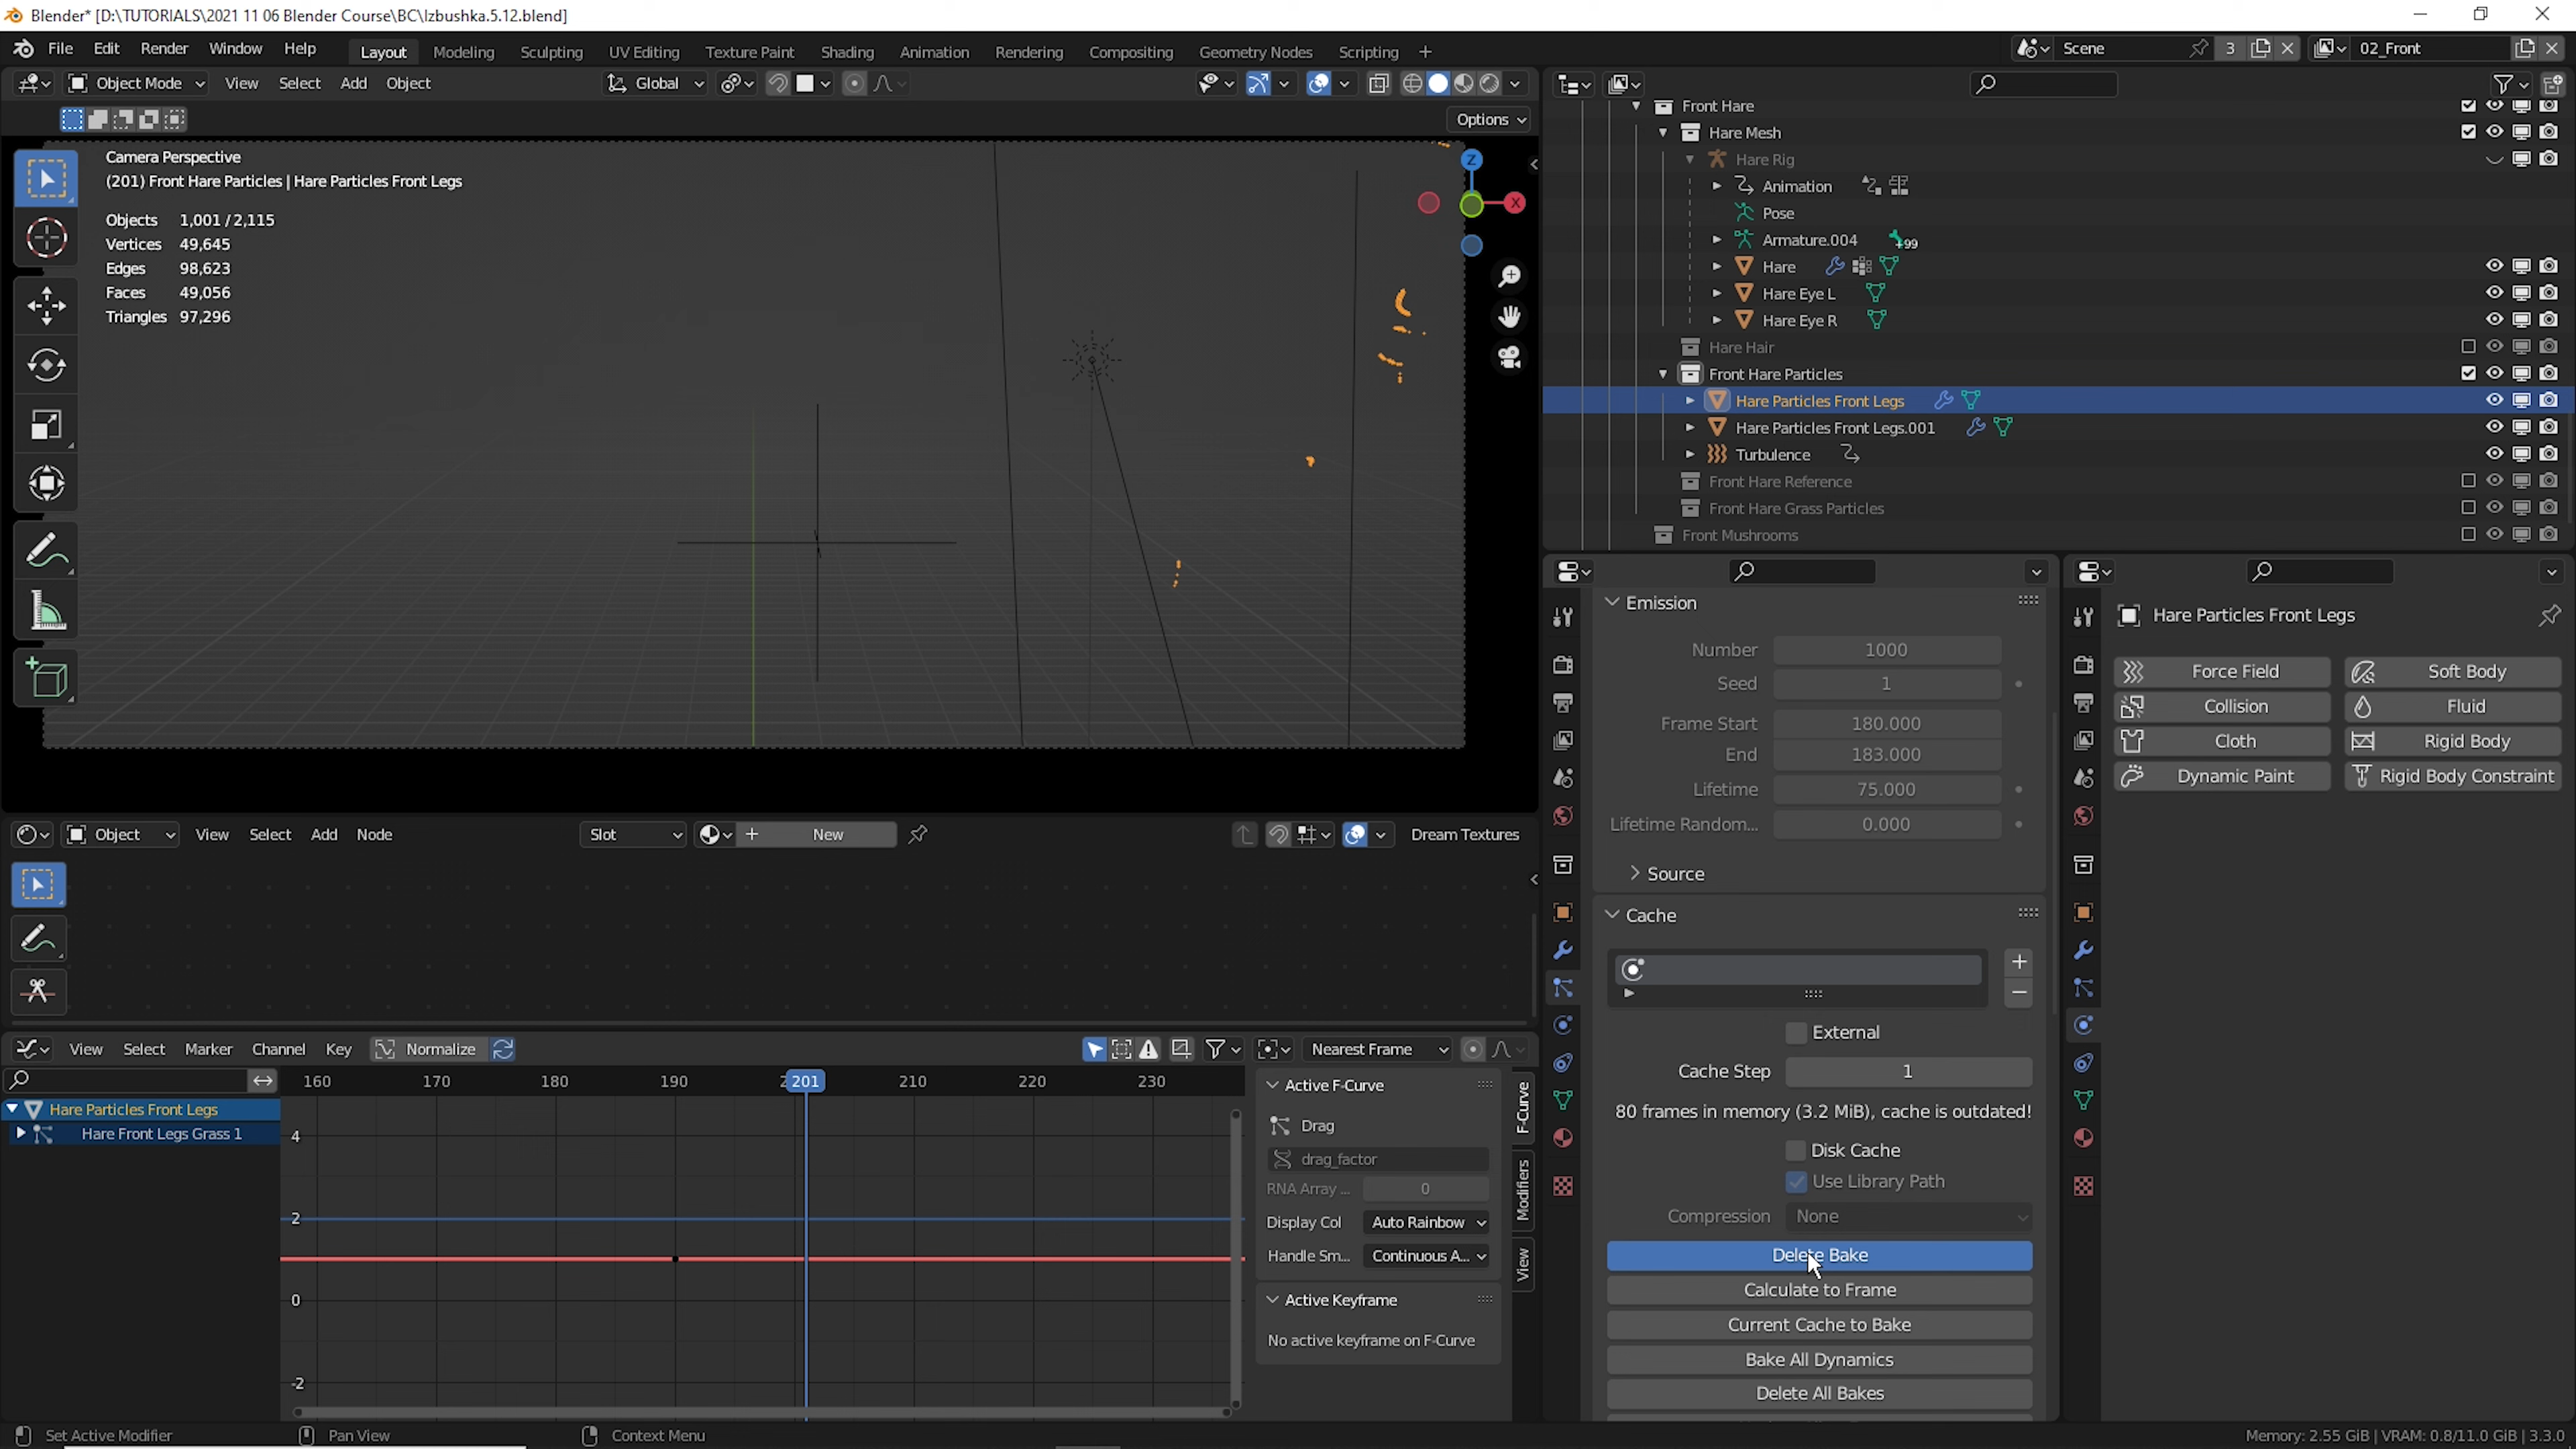 Blender* [D:\TUTORIALS\2021 11 06 Blender Course\BC\Izbushka.5.12.blend]
File Edit Render Window Help Layout Modeling Sculpting UV Editing Texture Paint Shading Animation Rendering Compositing Geometry Nodes Scripting + Scene 3 02_Front
Object Mode View Select Add Object Global
Options
Camera Perspective
(201) Front Hare Particles | Hare Particles Front Legs
Objects 1,001 / 2,115
Vertices 49,645
Edges 98,623
Faces 49,056
Triangles 97,296
Z
X
Front Hare
Hare Mesh
Hare Rig
Animation
Pose
Armature.004 +99
Hare
Hare Eye L
Hare Eye R
Hare Hair
Front Hare Particles
Hare Particles Front Legs
Hare Particles Front Legs.001
Turbulence
Front Hare Reference
Front Hare Grass Particles
Front Mushrooms
Emission
Number 1000
Seed 1
Frame Start 180.000
End 183.000
Lifetime 75.000
Lifetime Random... 0.000
Source
Cache
External
Cache Step 1
80 frames in memory (3.2 MiB), cache is outdated!
Disk Cache
Use Library Path
Compression None
Delete Bake
Calculate to Frame
Current Cache to Bake
Bake All Dynamics
Delete All Bakes
Hare Particles Front Legs
Force Field Soft Body
Collision Fluid
Cloth Rigid Body
Dynamic Paint Rigid Body Constraint
Object View Select Add Node Slot New Dream Textures
View Select Marker Channel Key Normalize Nearest Frame
160 170 180 190 201 210 220 230
Hare Particles Front Legs
Hare Front Legs Grass 1
4
2
0
-2
Active F-Curve
Drag
drag_factor
RNA Array ... 0
Display Col Auto Rainbow
Handle Sm... Continuous A...
Active Keyframe
No active keyframe on F-Curve
F-Curve
Modifiers
View
Set Active Modifier Pan View Context Menu Memory: 2.55 GiB | VRAM: 0.8/11.0 GiB | 3.3.0